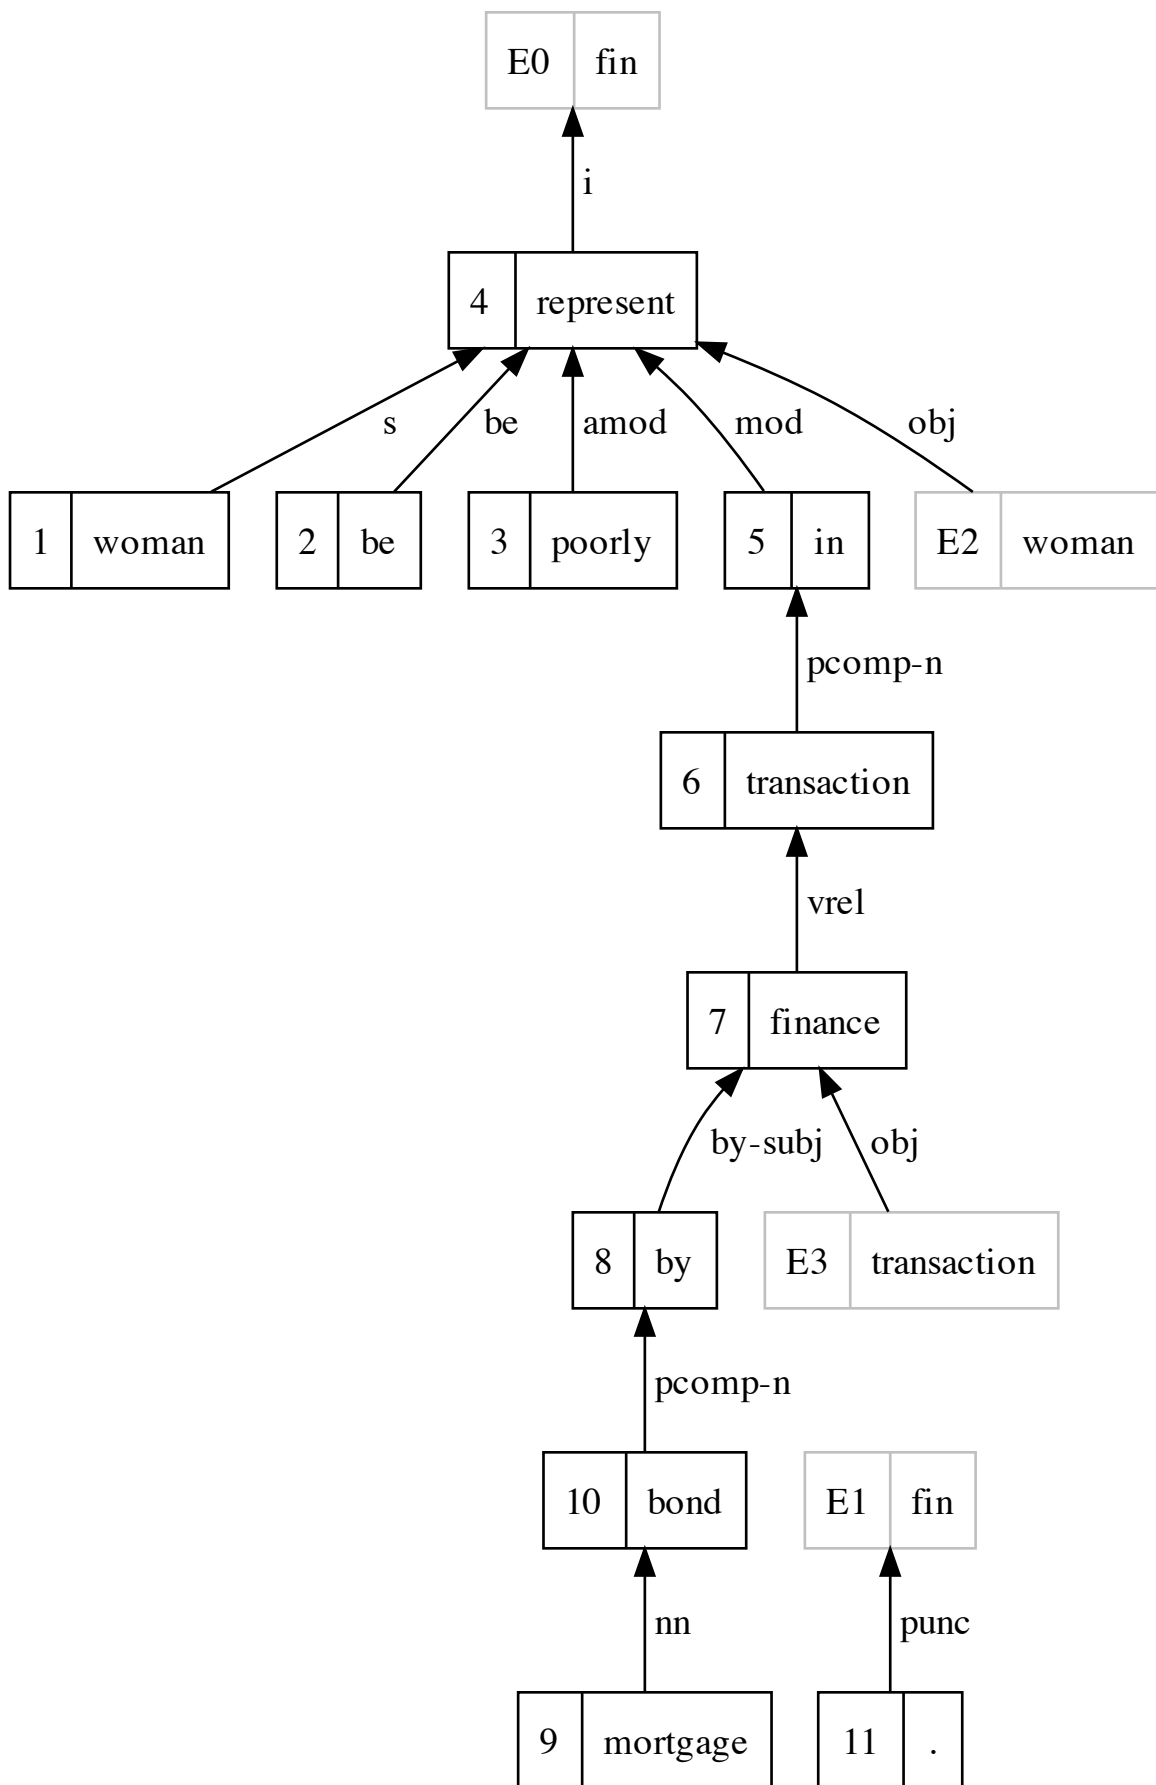 E0 fin
i
4 represent
s be amod mod obj
1 woman 2 be 3 poorly 5 in E2 woman
pcomp-n
6 transaction
vrel
7 finance
by-subj obj
8 by E3 transaction
pcomp-n
10 bond E1 fin
nn punc
9 mortgage 11 .